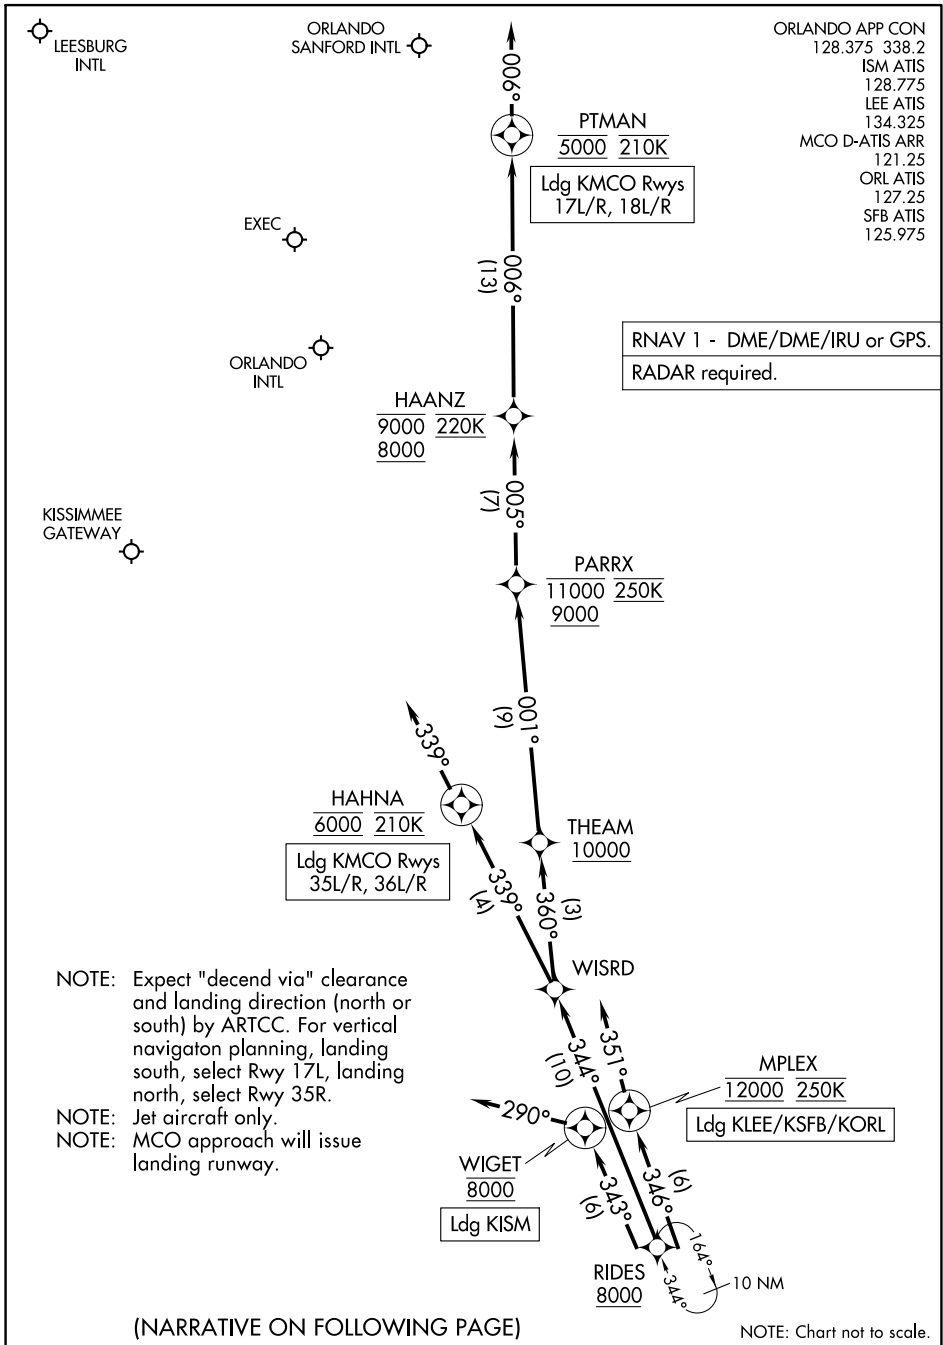 LEESBURG
INTL
ORLANDO
SANFORD INTL
ORLANDO APP CON
128.375 338.2
ISM ATIS
128.775
LEE ATIS
134.325
MCO D-ATIS ARR
121.25
ORL ATIS
127.25
SFB ATIS
125.975
006°
PTMAN
5000 210K
Ldg KMCO Rwys
17L/R, 18L/R
EXEC
006°
(13)
RNAV 1 - DME/DME/IRU or GPS.
RADAR required.
ORLANDO
INTL
HAANZ
9000 220K
8000
005°
(7)
KISSIMMEE
GATEWAY
PARRX
11000 250K
9000
001°
(9)
339°
HAHNA
6000 210K
Ldg KMCO Rwys
35L/R, 36L/R
THEAM
10000
339°
(4)
360°
(3)
WISRD
NOTE: Expect "decend via" clearance
and landing direction (north or
south) by ARTCC. For vertical
navigaton planning, landing
south, select Rwy 17L, landing
north, select Rwy 35R.
NOTE: Jet aircraft only.
NOTE: MCO approach will issue
landing runway.
344°
(10)
351°
MPLEX
12000 250K
Ldg KLEE/KSFB/KORL
290°
WIGET
8000
Ldg KISM
343°
(6)
346°
(6)
RIDES
8000
164°
344°
10 NM
(NARRATIVE ON FOLLOWING PAGE)
NOTE: Chart not to scale.